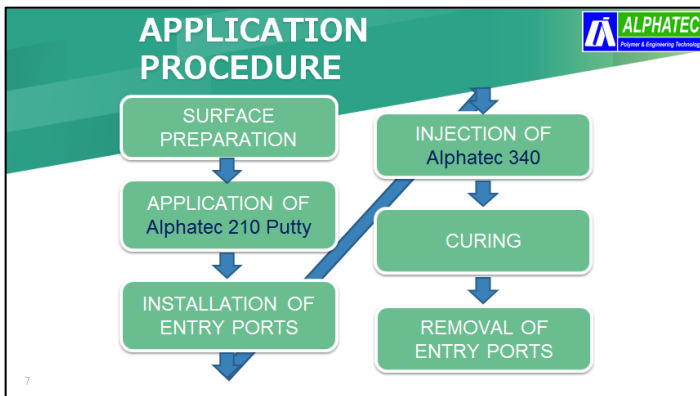 APPLICATION
PROCEDURE
ALPHATEC
Polymer & Engineering Technology
SURFACE
PREPARATION
APPLICATION OF
Alphatec 210 Putty
INSTALLATION OF
ENTRY PORTS
INJECTION OF
Alphatec 340
CURING
REMOVAL OF
ENTRY PORTS
7